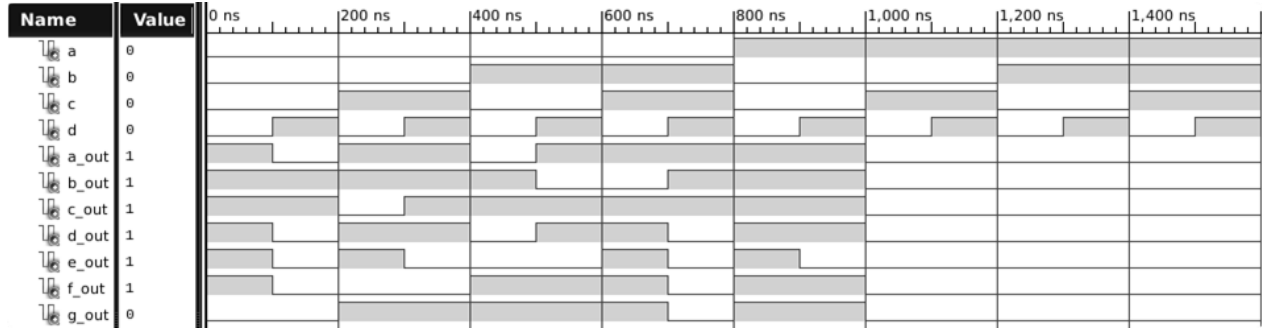 Name Value 0 ns 200 ns 400 ns 600 ns 800 ns 1,000 ns 1,200 ns 1,400 ns
a 0
b 0
c 0
d 0
a_out 1
b_out 1
c_out 1
d_out 1
e_out 1
f_out 1
g_out 0